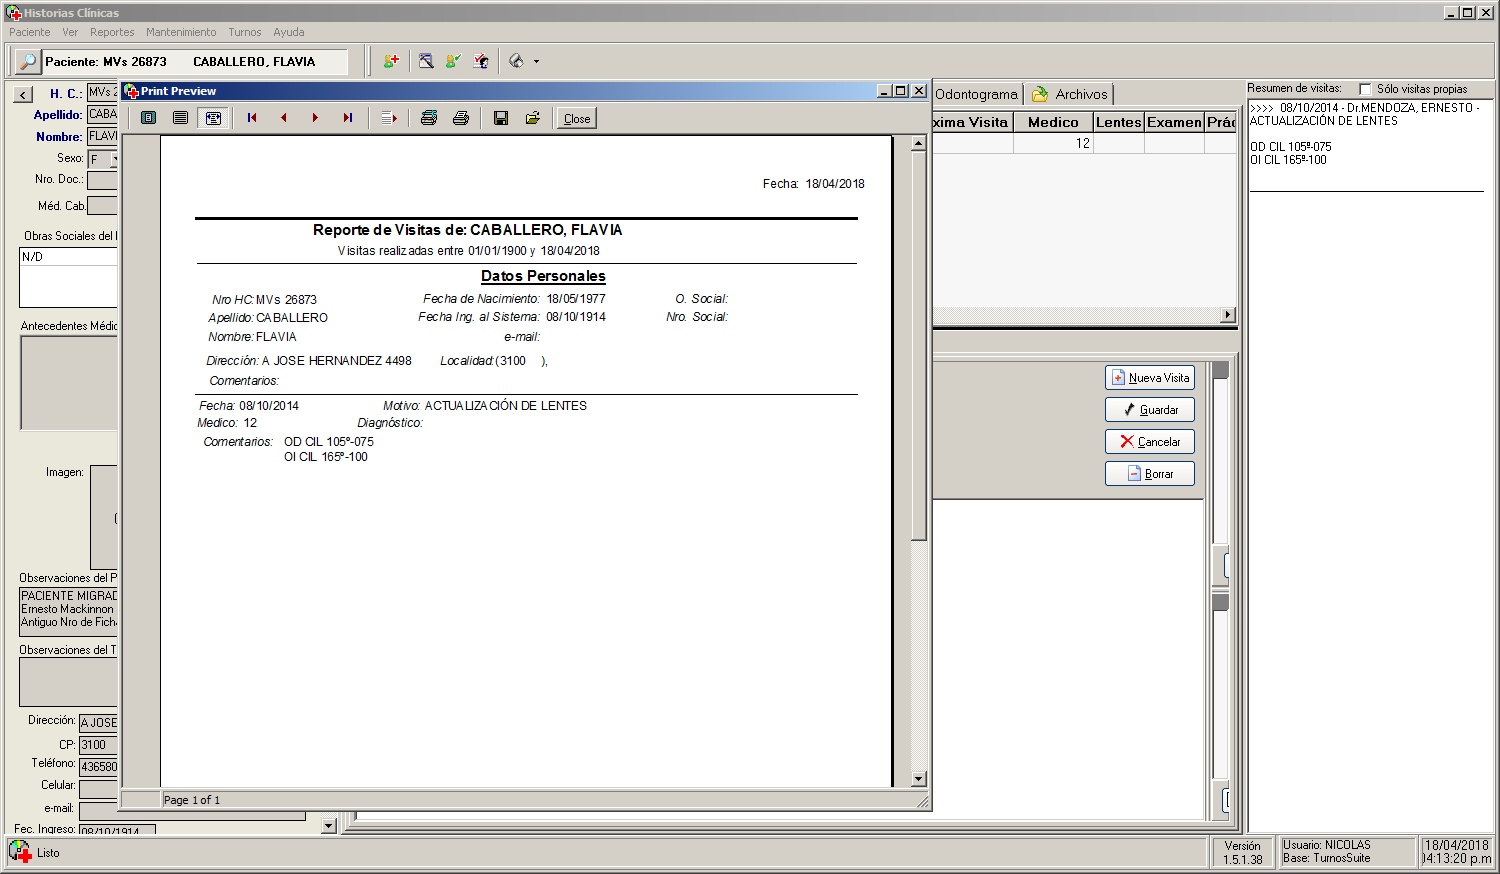 Historias Clínicas
Paciente Ver Reportes Mantenimiento Turnos Ayuda
Paciente: MVs 26873 CABALLERO, FLAVIA
H. C.: MVs 2
Apellido: CABA
Nombre: FLAVI
Sexo: F
Nro. Doc.:
Méd. Cab.
Obras Sociales del
N/D
Antecedentes Médic
Imagen:
Observaciones del P
PACIENTE MIGRAD
Ernesto Mackinnon
Antiguo Nro de Ficha
Observaciones del T
Dirección: A JOSE
CP: 3100
Teléfono: 436580
Celular:
e-mail:
Fec. Ingreso: 08/10/1914
Print Preview
Close
Fecha: 18/04/2018
Reporte de Visitas de: CABALLERO, FLAVIA
Visitas realizadas entre 01/01/1900 y 18/04/2018
Datos Personales
Nro HC: MVs 26873 Fecha de Nacimiento: 18/05/1977 O. Social:
Apellido: CABALLERO Fecha Ing. al Sistema: 08/10/1914 Nro. Social:
Nombre: FLAVIA e-mail:
Dirección: A JOSE HERNANDEZ 4498 Localidad: (3100 ),
Comentarios:
Fecha: 08/10/2014 Motivo: ACTUALIZACIÓN DE LENTES
Medico: 12 Diagnóstico:
Comentarios: OD CIL 105º-075
OI CIL 165º-100
Page 1 of 1
Odontograma Archivos
xima Visita Medico Lentes Examen Prác
12
Nueva Visita
Guardar
Cancelar
Borrar
Resumen de visitas: Sólo visitas propias
>>>> 08/10/2014 - Dr.MENDOZA, ERNESTO -
ACTUALIZACIÓN DE LENTES
OD CIL 105º-075
OI CIL 165º-100
Listo
Versión
1.5.1.38
Usuario: NICOLAS
Base: TurnosSuite
18/04/2018
04:13:20 p.m